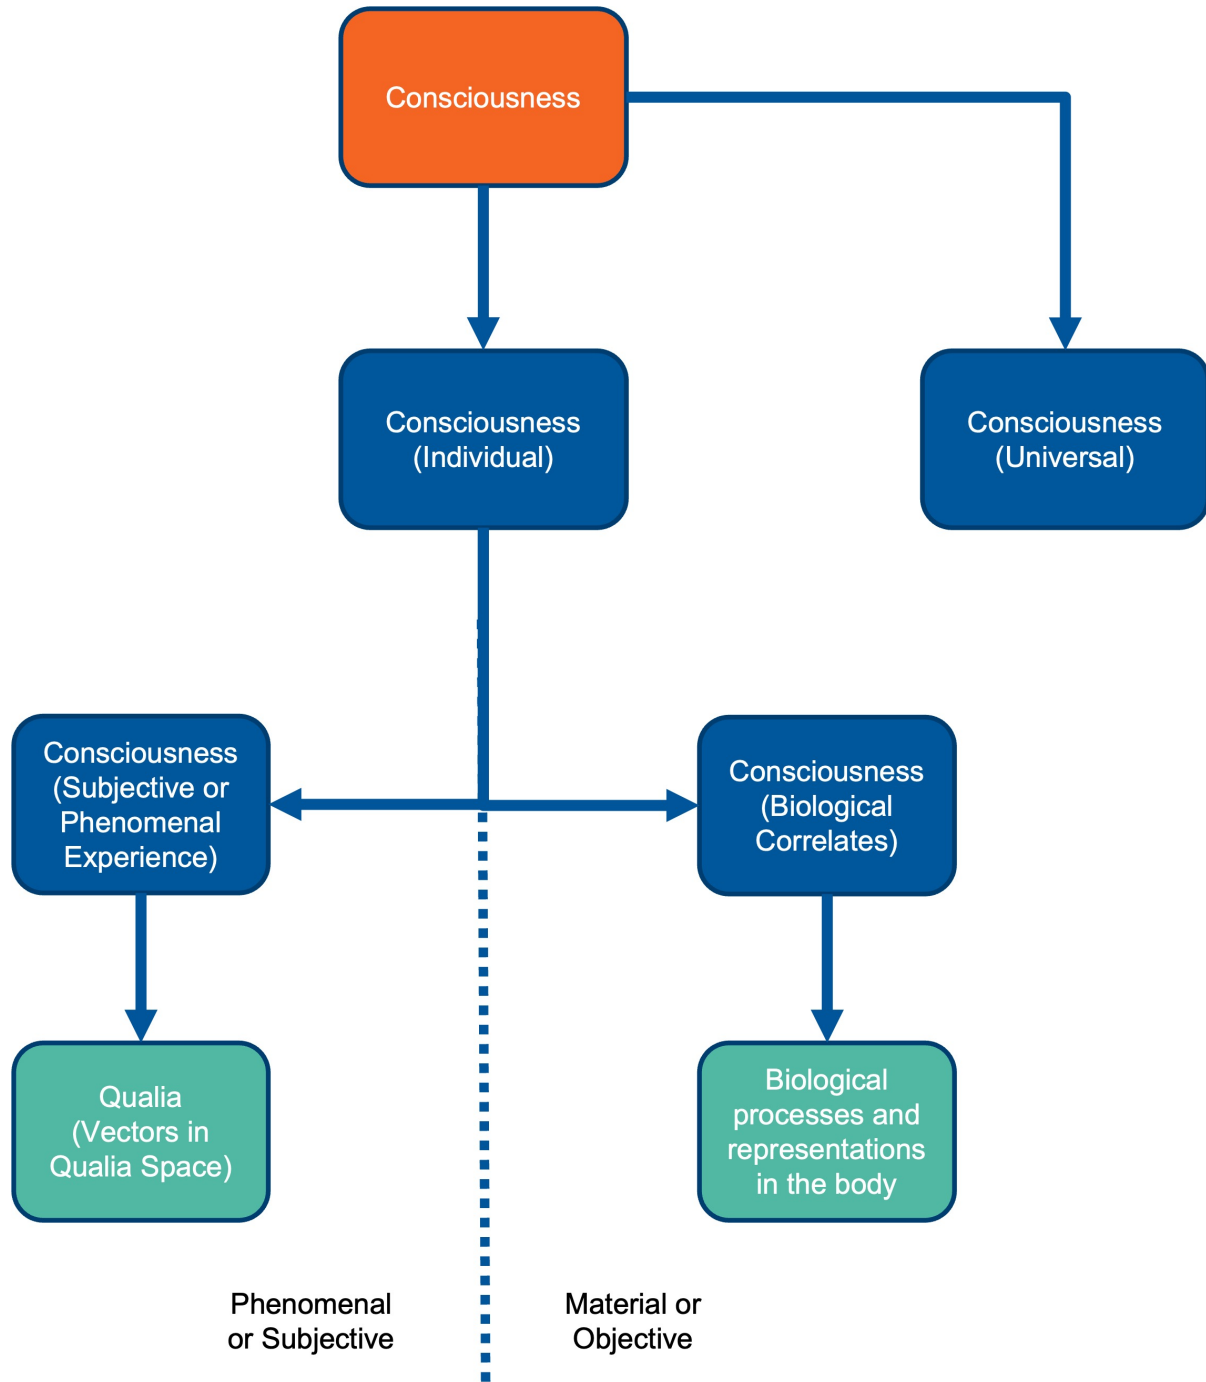 Consciousness
Consciousness
(Individual)
Consciousness
(Universal)
Consciousness
(Subjective or
Phenomenal
Experience)
Consciousness
(Biological
Correlates)
Qualia
(Vectors in
Qualia Space)
Biological
processes and
representations
in the body
Phenomenal
or Subjective
Material or
Objective